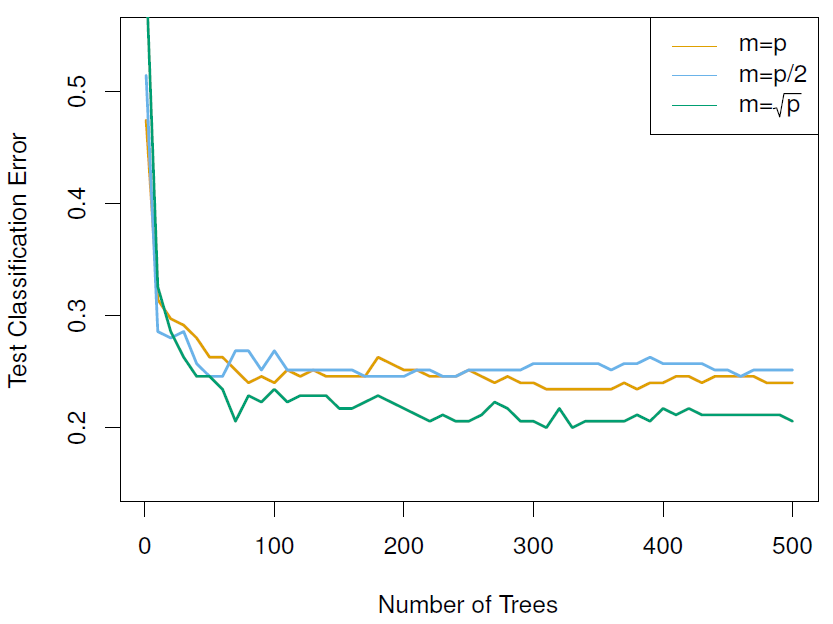 m=p
m=p/2
m=√p
Test Classification Error
0.5
0.4
0.3
0.2
0 100 200 300 400 500
Number of Trees